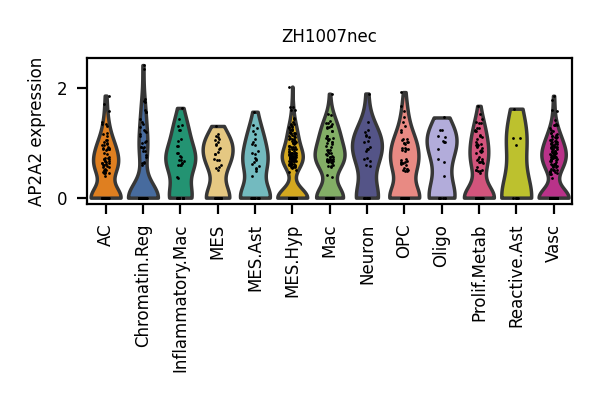 ZH1007nec
AP2A2 expression
2
0
AC
Chromatin.Reg
Inflammatory.Mac
MES
MES.Ast
MES.Hyp
Mac
Neuron
OPC
Oligo
Prolif.Metab
Reactive.Ast
Vasc